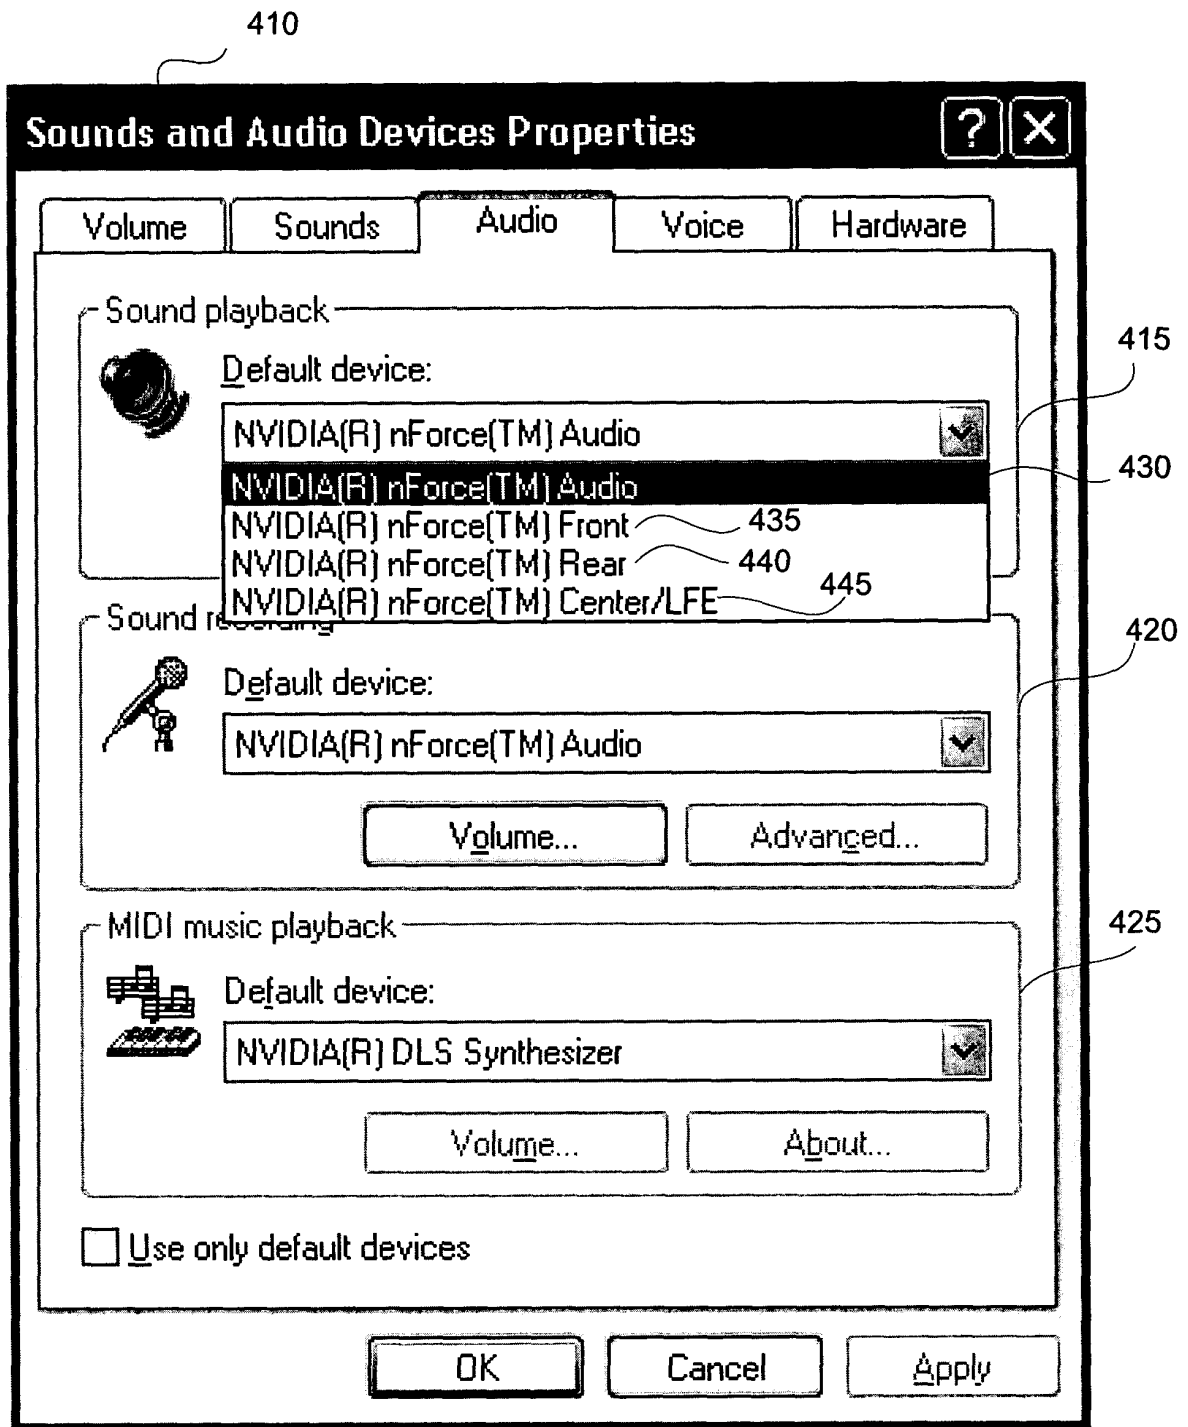 410
Sounds and Audio Devices Properties
Volume Sounds Audio Voice Hardware
Sound playback
415
Default device:
NVIDIA(R) nForce(TM) Audio
NVIDIA(R) nForce(TM) Audio 430
NVIDIA(R) nForce(TM) Front 435
NVIDIA(R) nForce(TM) Rear 440
NVIDIA(R) nForce(TM) Center/LFE 445
Sound recording
420
Default device:
NVIDIA(R) nForce(TM) Audio
Volume... Advanced...
MIDI music playback
425
Default device:
NVIDIA(R) DLS Synthesizer
Volume... About...
Use only default devices
OK Cancel Apply